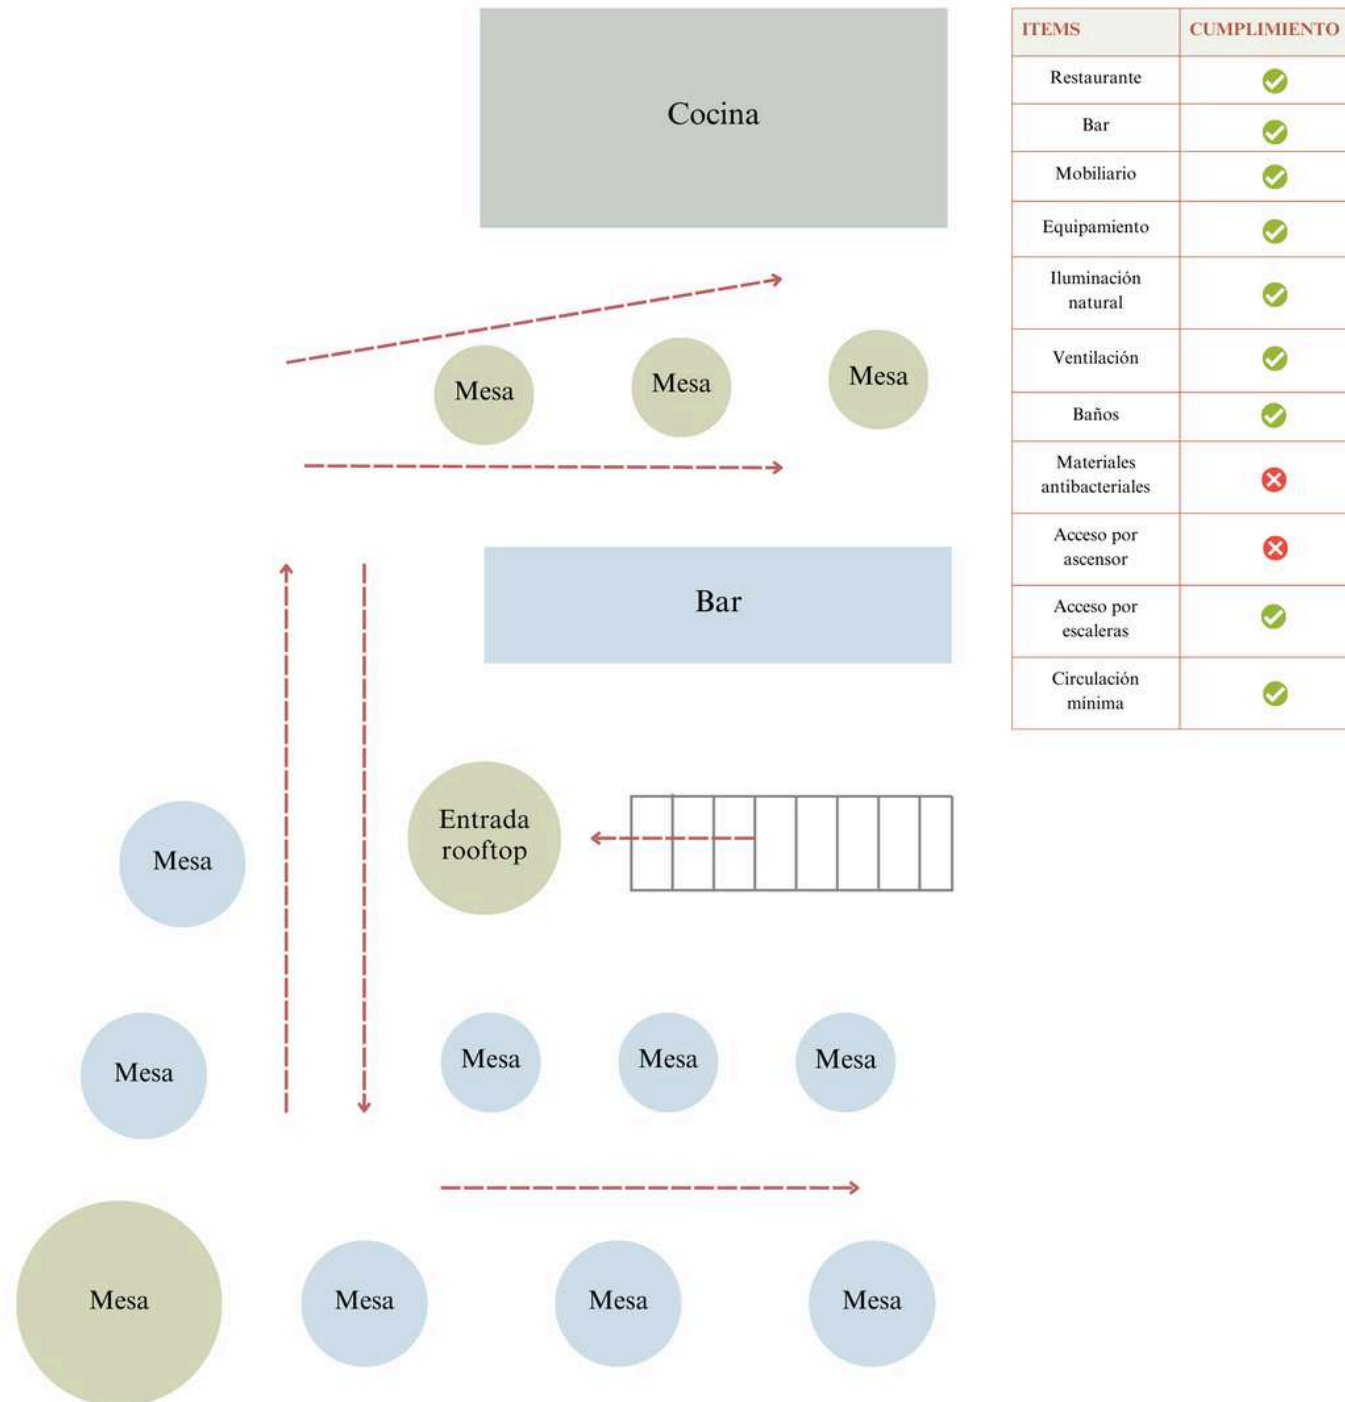 Cocina
Mesa
Mesa
Mesa
Bar
Entrada
rooftop
Mesa
Mesa
Mesa
Mesa
Mesa
Mesa
Mesa
Mesa
Mesa
ITEMS CUMPLIMIENTO
Restaurante
Bar
Mobiliario
Equipamiento
Iluminación
natural
Ventilación
Baños
Materiales
antibacteriales
Acceso por
ascensor
Acceso por
escaleras
Circulación
mínima